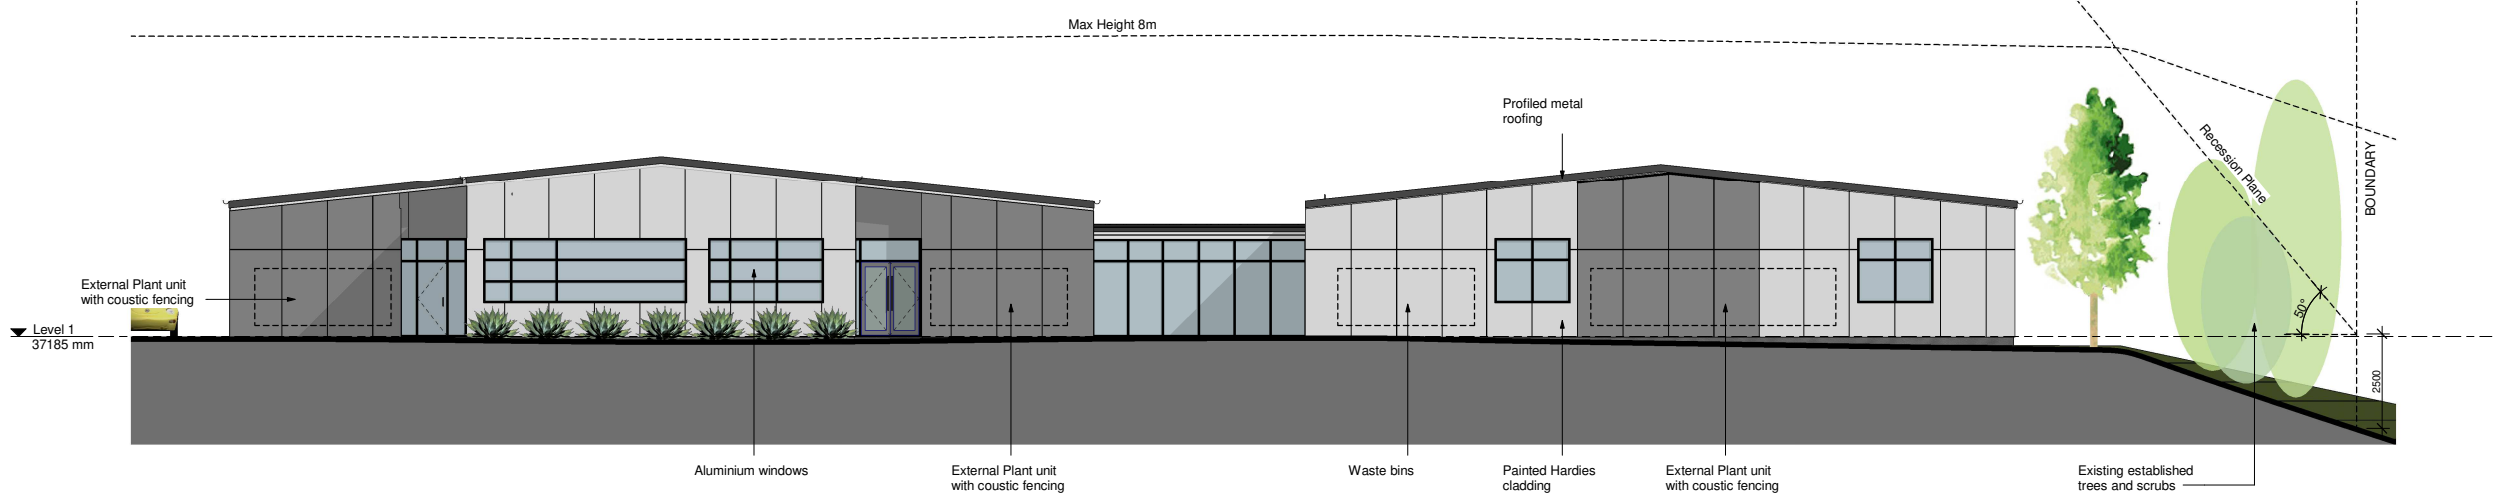 Max Height 8m
Profiled metal
roofing
Recession Plane
BOUNDARY
External Plant unit
with coustic fencing
50°
Level 1
37185 mm
2500
Aluminium windows
External Plant unit
with coustic fencing
Waste bins
Painted Hardies
cladding
External Plant unit
with coustic fencing
Existing established
trees and scrubs